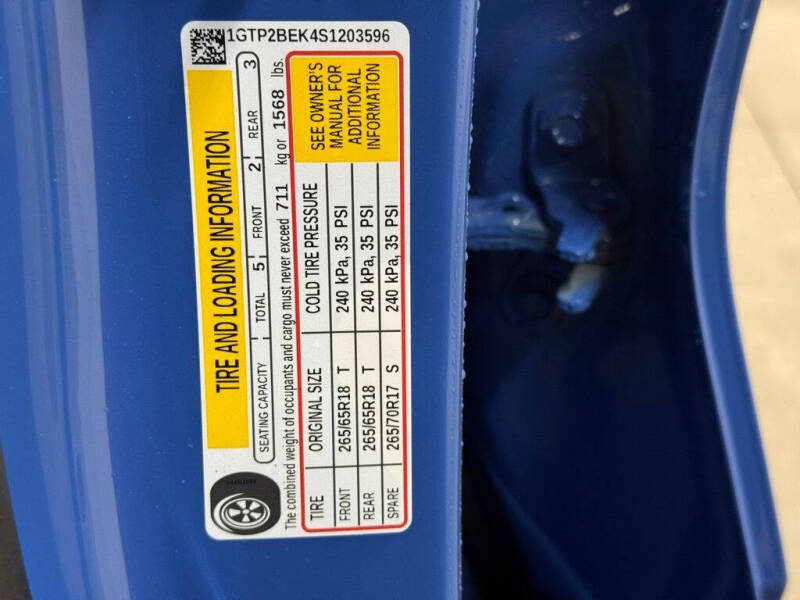 1GTP2BEK4S1203596
TIRE AND LOADING INFORMATION
SEATING CAPACITY TOTAL 5 FRONT 2 REAR 3
The combined weight of occupants and cargo must never exceed 711 kg or 1568 lbs.
TIRE ORIGINAL SIZE COLD TIRE PRESSURE
FRONT 265/65R18 T 240 kPa, 35 PSI
REAR 265/65R18 T 240 kPa, 35 PSI
SPARE 265/70R17 S 240 kPa, 35 PSI
SEE OWNER'S
MANUAL FOR
ADDITIONAL
INFORMATION